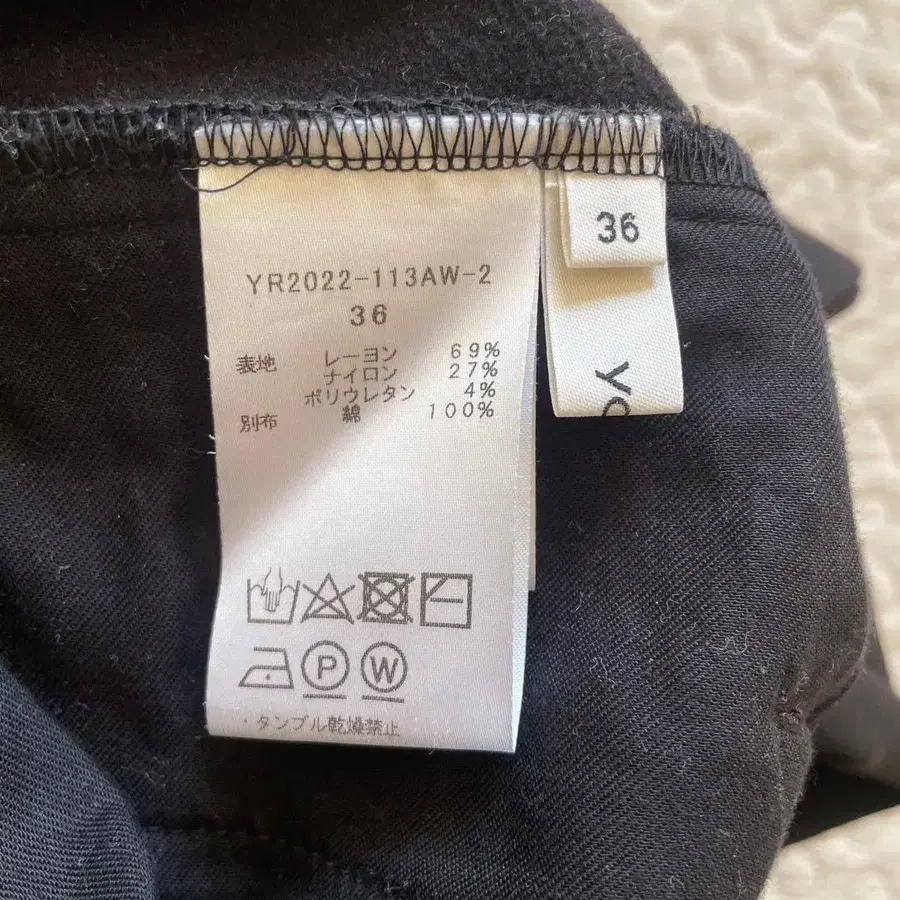 YR2022-113AW-2
36
表地 レーヨン 69%
ナイロン 27%
ポリウレタン 4%
別布 綿 100%
P W
・タンブル乾燥禁止
36
YO